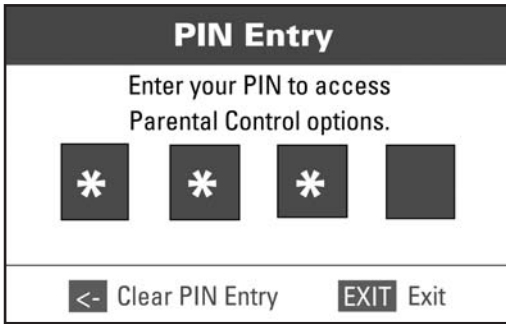 PIN Entry
Enter your PIN to access
Parental Control options.
* * *
<- Clear PIN Entry EXIT Exit